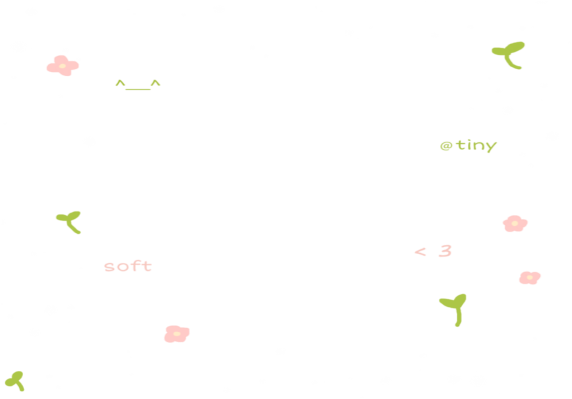 ^__^
@tiny
< 3
soft